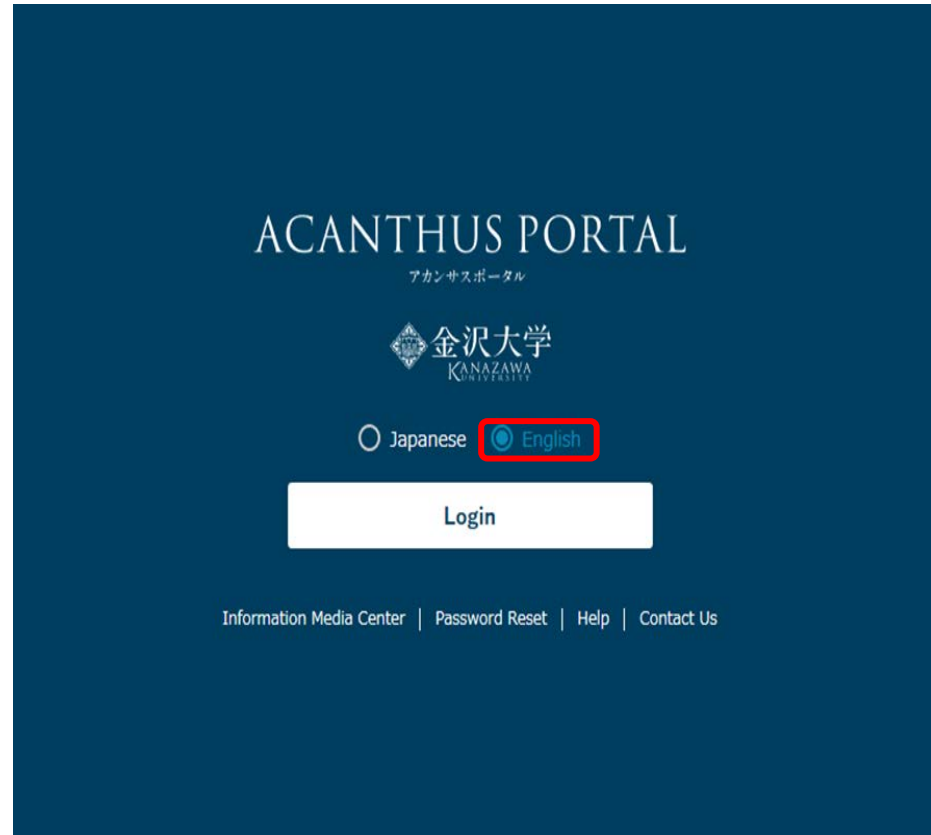 ACANTHUS PORTAL
アカンサスポータル
金沢大学
KANAZAWA
UNIVERSITY
Japanese English
Login
Information Media Center | Password Reset | Help | Contact Us